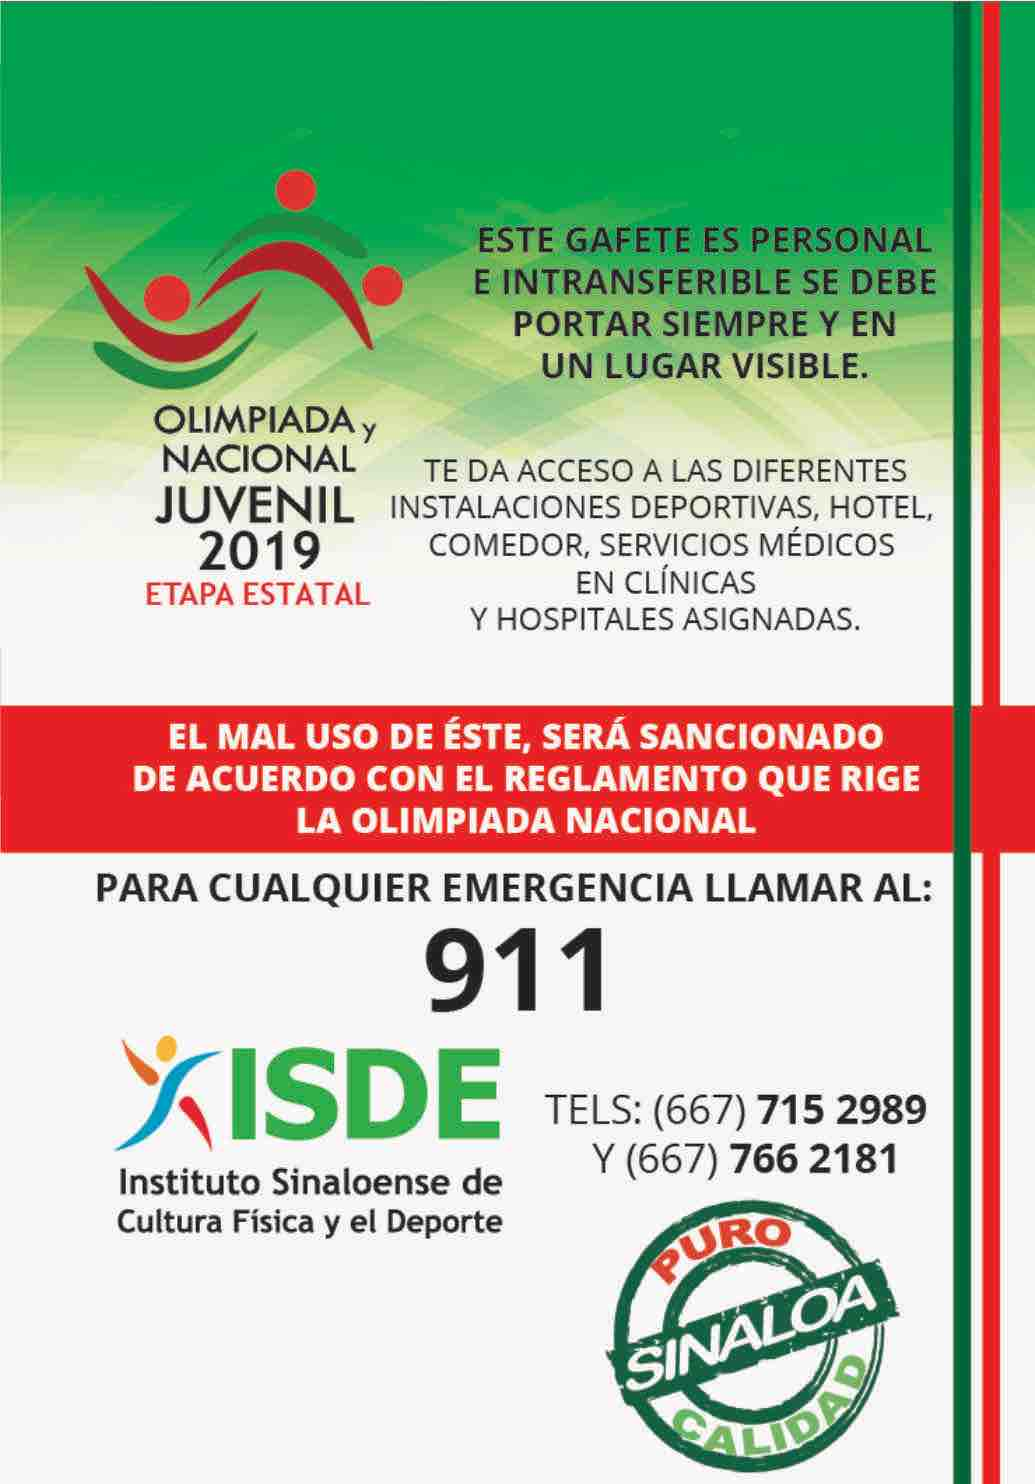 ESTE GAFETE ES PERSONAL
E INTRANSFERIBLE SE DEBE
PORTAR SIEMPRE Y EN
UN LUGAR VISIBLE.
OLIMPIADA y
NACIONAL
JUVENIL
2019
ETAPA ESTATAL
TE DA ACCESO A LAS DIFERENTES
INSTALACIONES DEPORTIVAS, HOTEL,
COMEDOR, SERVICIOS MÉDICOS
EN CLÍNICAS
Y HOSPITALES ASIGNADAS.
EL MAL USO DE ÉSTE, SERÁ SANCIONADO
DE ACUERDO CON EL REGLAMENTO QUE RIGE
LA OLIMPIADA NACIONAL
PARA CUALQUIER EMERGENCIA LLAMAR AL:
911
ISDE
Instituto Sinaloense de
Cultura Física y el Deporte
TELS: (667) 715 2989
Y (667) 766 2181
PURO
SINALOA
CALIDAD